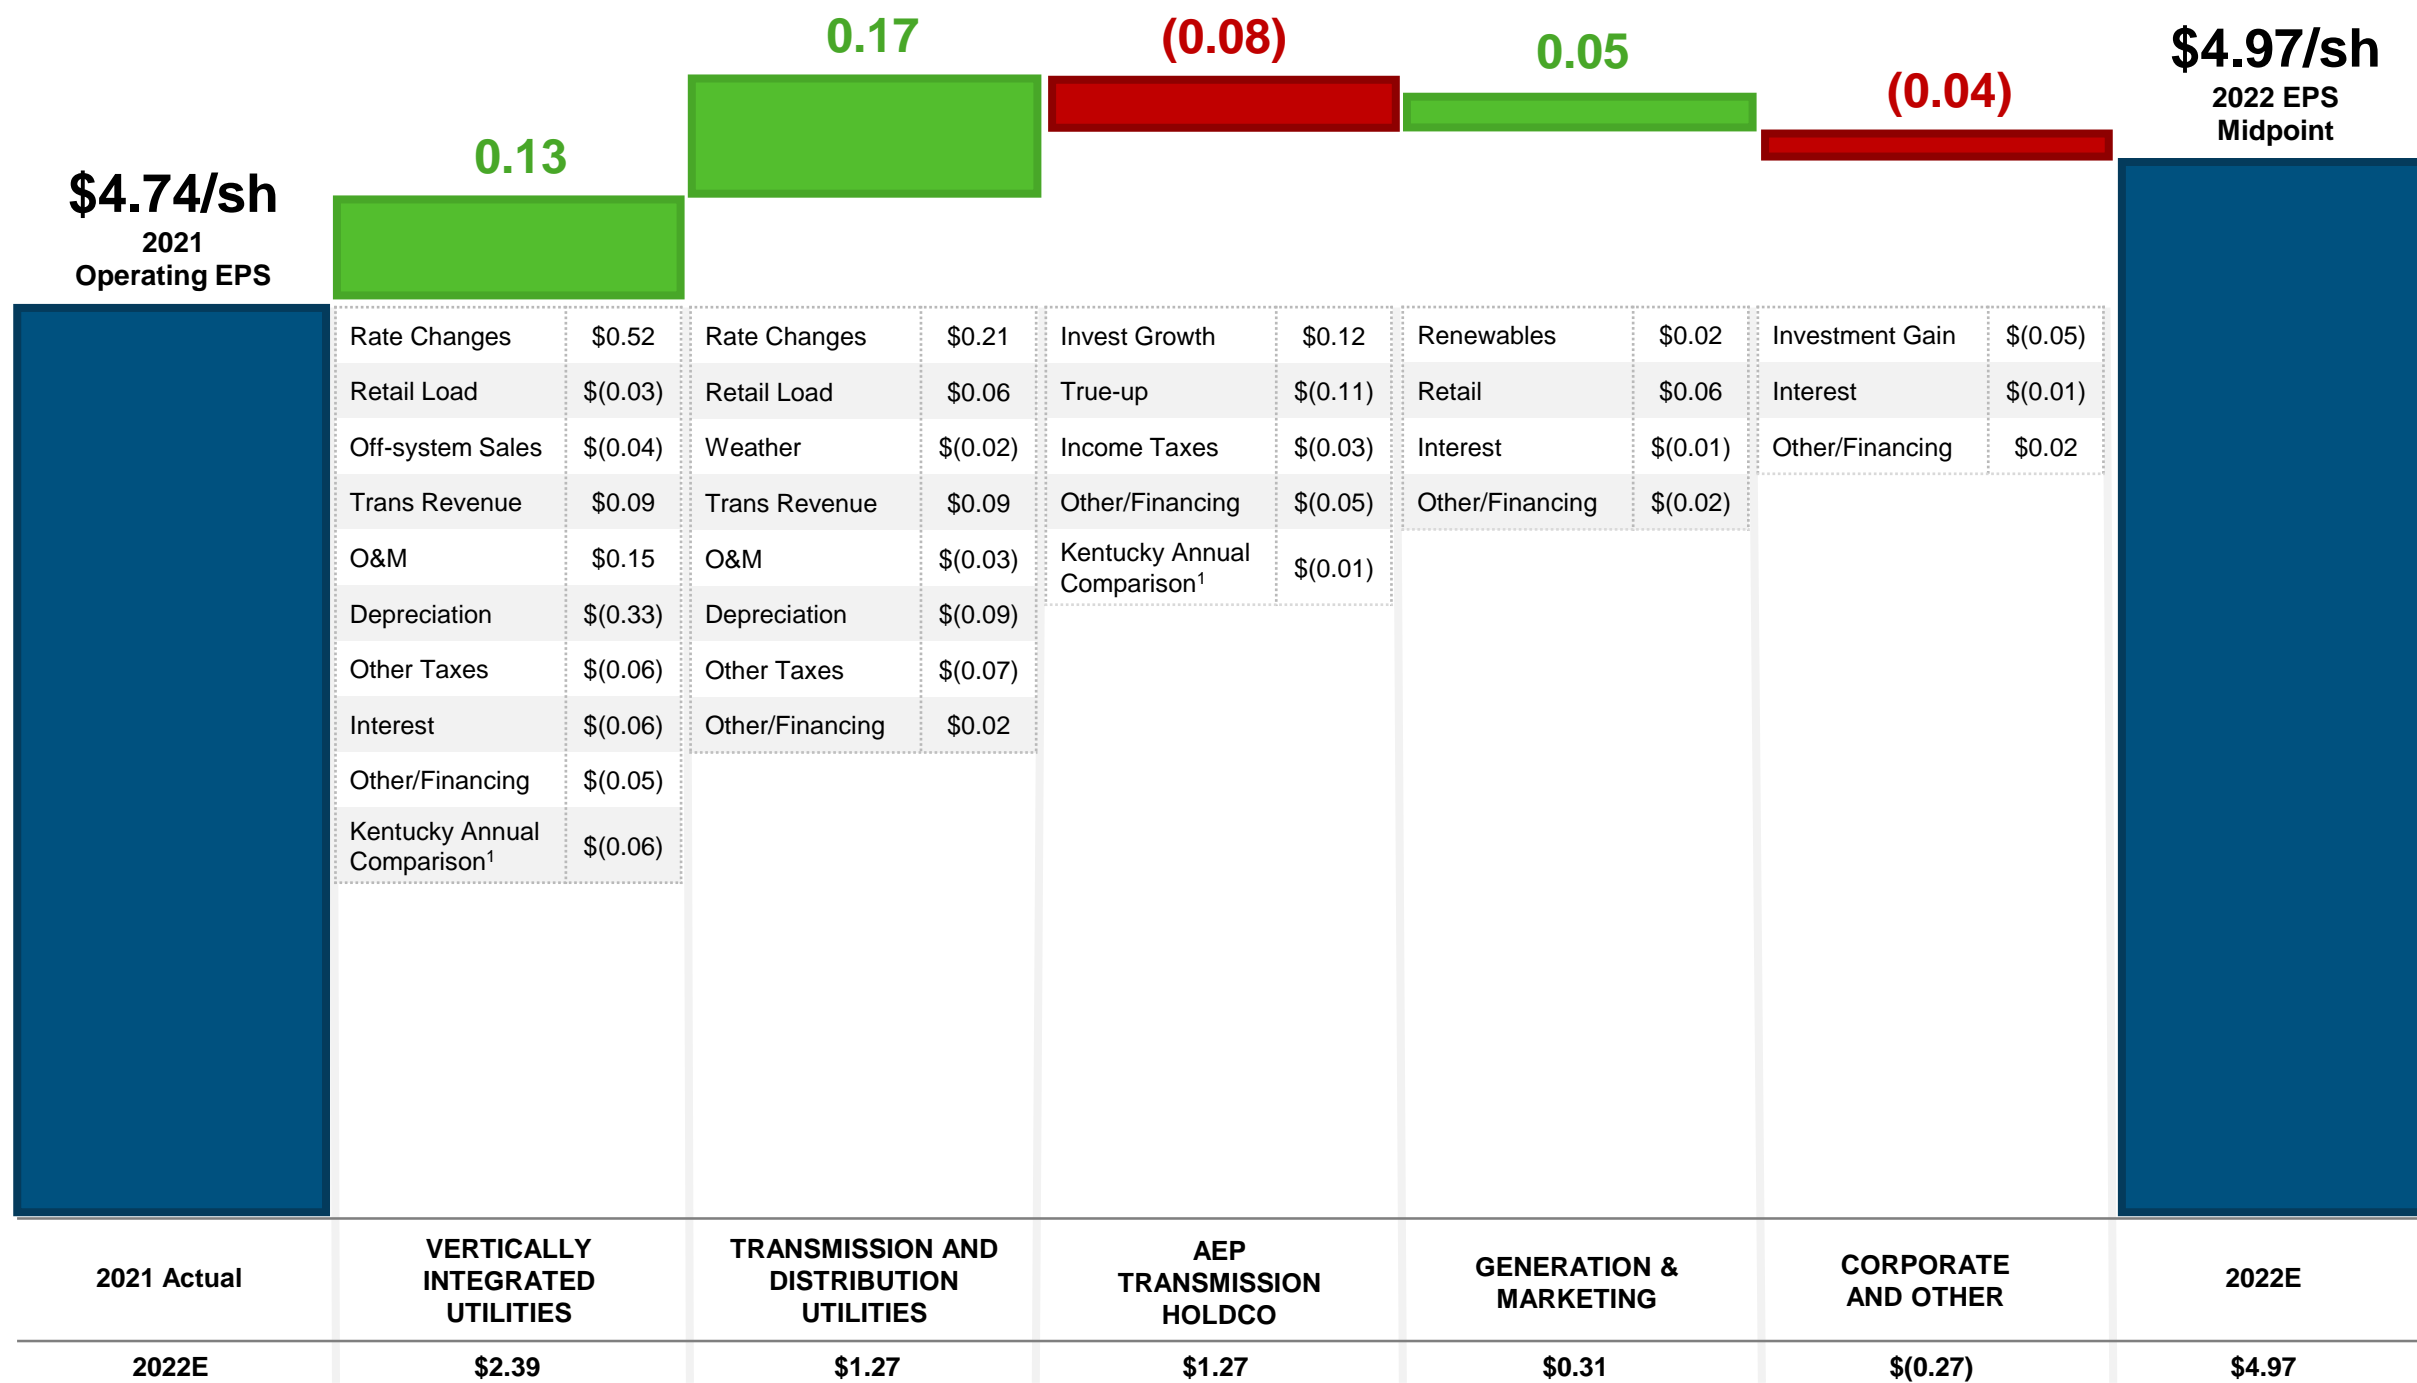 0.17
(0.08)
0.05
(0.04)
$4.97/sh
2022 EPS
Midpoint
0.13
$4.74/sh
2021
Operating EPS
Rate Changes $0.52
Retail Load $(0.03)
Off-system Sales $(0.04)
Trans Revenue $0.09
O&M $0.15
Depreciation $(0.33)
Other Taxes $(0.06)
Interest $(0.06)
Other/Financing $(0.05)
Kentucky Annual
Comparison¹ $(0.06)
Rate Changes $0.21
Retail Load $0.06
Weather $(0.02)
Trans Revenue $0.09
O&M $(0.03)
Depreciation $(0.09)
Other Taxes $(0.07)
Other/Financing $0.02
Invest Growth $0.12
True-up $(0.11)
Income Taxes $(0.03)
Other/Financing $(0.05)
Kentucky Annual
Comparison¹ $(0.01)
Renewables $0.02
Retail $0.06
Interest $(0.01)
Other/Financing $(0.02)
Investment Gain $(0.05)
Interest $(0.01)
Other/Financing $0.02
2021 Actual
VERTICALLY
INTEGRATED
UTILITIES
TRANSMISSION AND
DISTRIBUTION
UTILITIES
AEP
TRANSMISSION
HOLDCO
GENERATION &
MARKETING
CORPORATE
AND OTHER
2022E
2022E $2.39 $1.27 $1.27 $0.31 $(0.27) $4.97